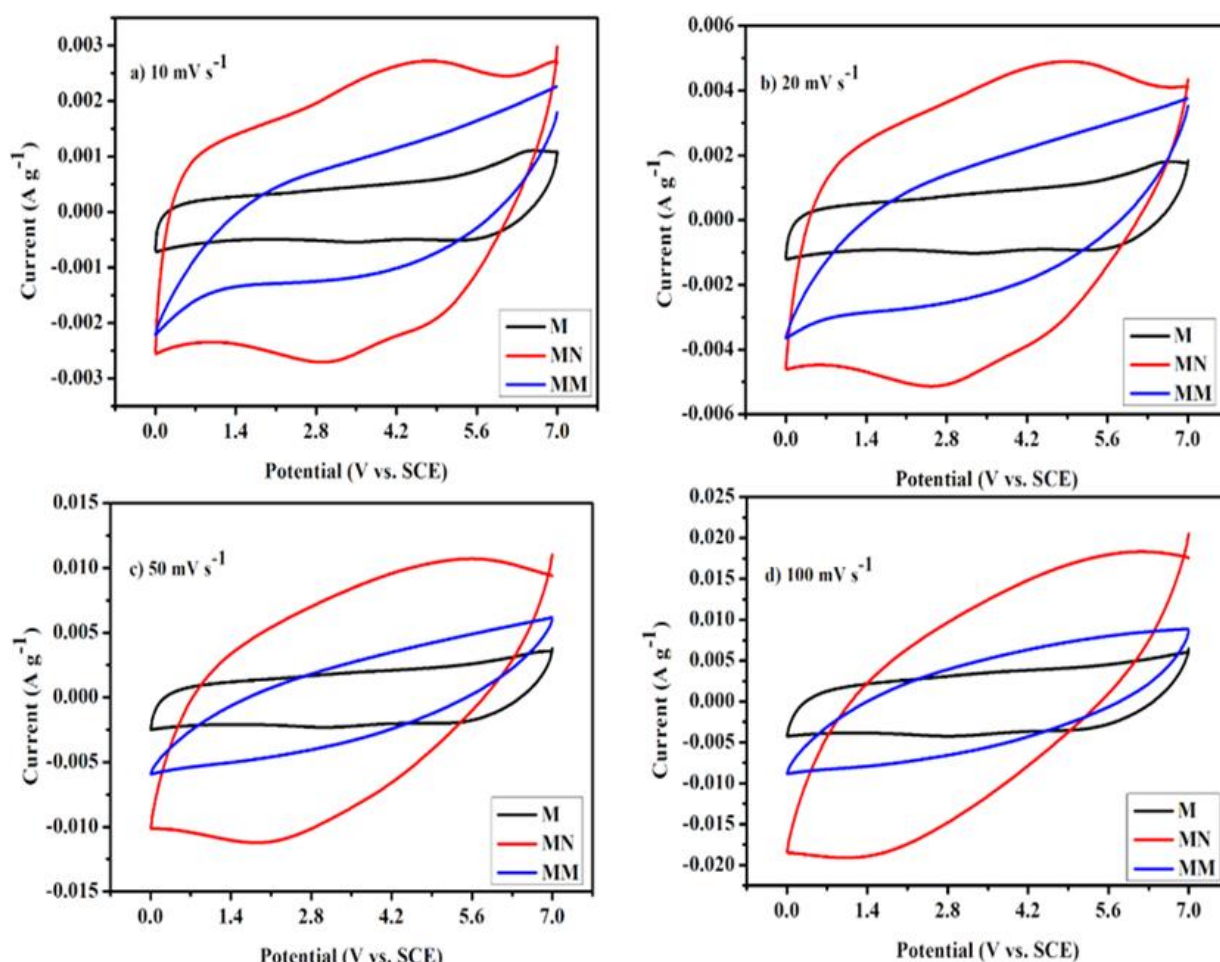 a) 10 mV s⁻¹
Current (A g⁻¹)
0.003
0.002
0.001
0.000
-0.001
-0.002
-0.003
M
MN
MM
0.0 1.4 2.8 4.2 5.6 7.0
Potential (V vs. SCE)
b) 20 mV s⁻¹
Current (A g⁻¹)
0.006
0.004
0.002
0.000
-0.002
-0.004
-0.006
M
MN
MM
0.0 1.4 2.8 4.2 5.6 7.0
Potential (V vs. SCE)
c) 50 mV s⁻¹
Current (A g⁻¹)
0.015
0.010
0.005
0.000
-0.005
-0.010
-0.015
M
MN
MM
0.0 1.4 2.8 4.2 5.6 7.0
Potential (V vs. SCE)
d) 100 mV s⁻¹
Current (A g⁻¹)
0.025
0.020
0.015
0.010
0.005
0.000
-0.005
-0.010
-0.015
-0.020
M
MN
MM
0.0 1.4 2.8 4.2 5.6 7.0
Potential (V vs. SCE)